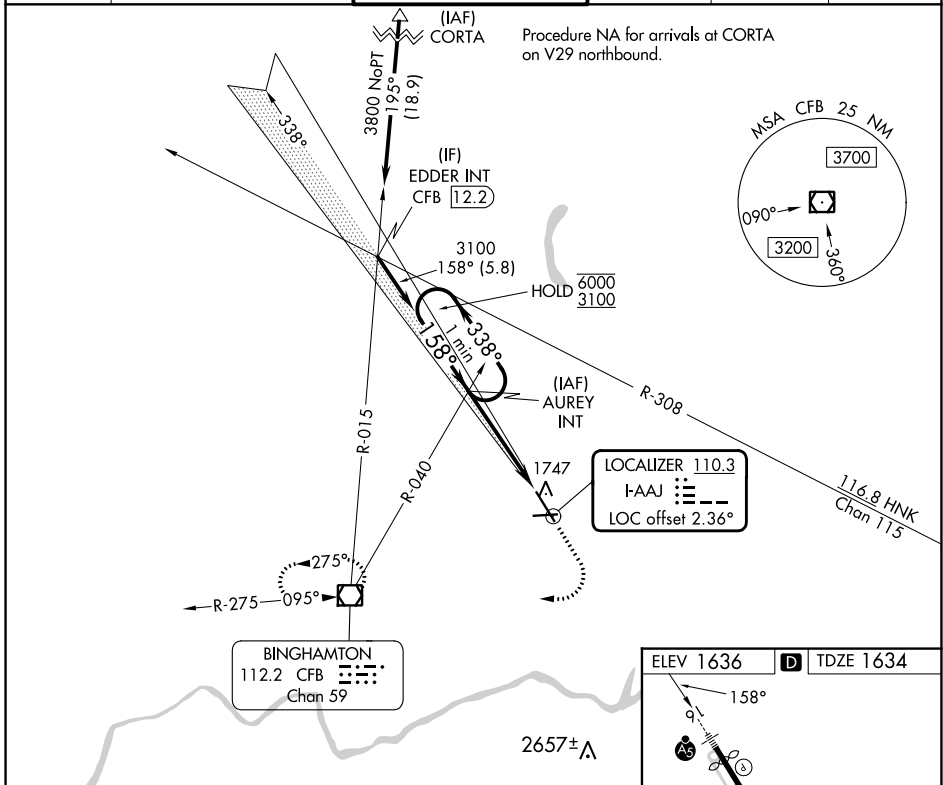 (IAF)
CORTA
Procedure NA for arrivals at CORTA
on V29 northbound.
3800 NoPT
195°
(18.9)
338°
(IF)
EDDER INT
CFB 12.2
MSA CFB 25 NM
3700
090°
3200
360°
3100
158° (5.8)
HOLD 6000
3100
338°
1 min
158°
(IAF)
AUREY
INT
R-308
R-015
R-040
1747
LOCALIZER 110.3
I-AAJ
LOC offset 2.36°
116.8 HNK
Chan 115
275°
R-275
095°
BINGHAMTON
112.2 CFB
Chan 59
2657±
ELEV 1636
D
TDZE 1634
158°
16
A5
P